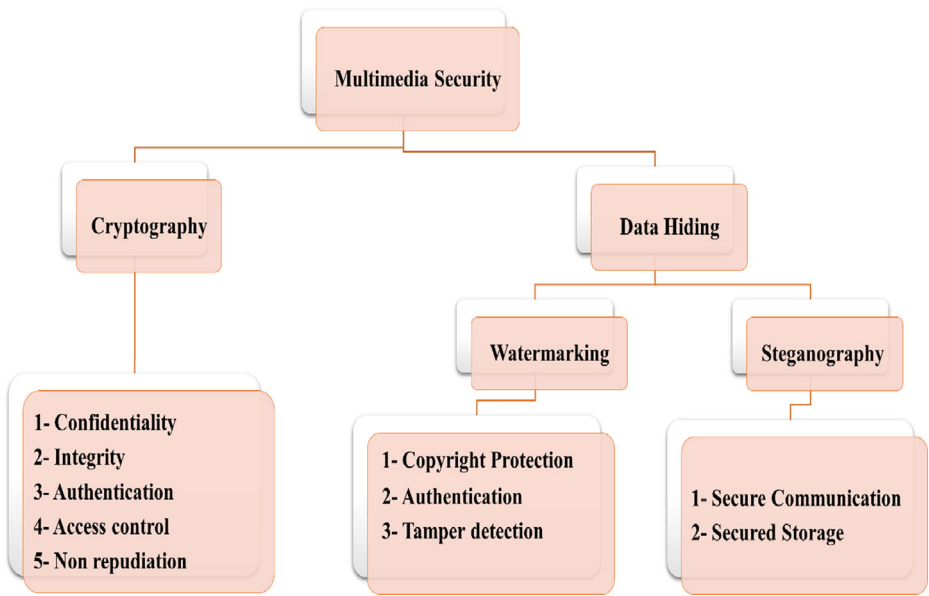 Multimedia Security
Cryptography
Data Hiding
Watermarking
Steganography
1- Confidentiality
2- Integrity
3- Authentication
4- Access control
5- Non repudiation
1- Copyright Protection
2- Authentication
3- Tamper detection
1- Secure Communication
2- Secured Storage